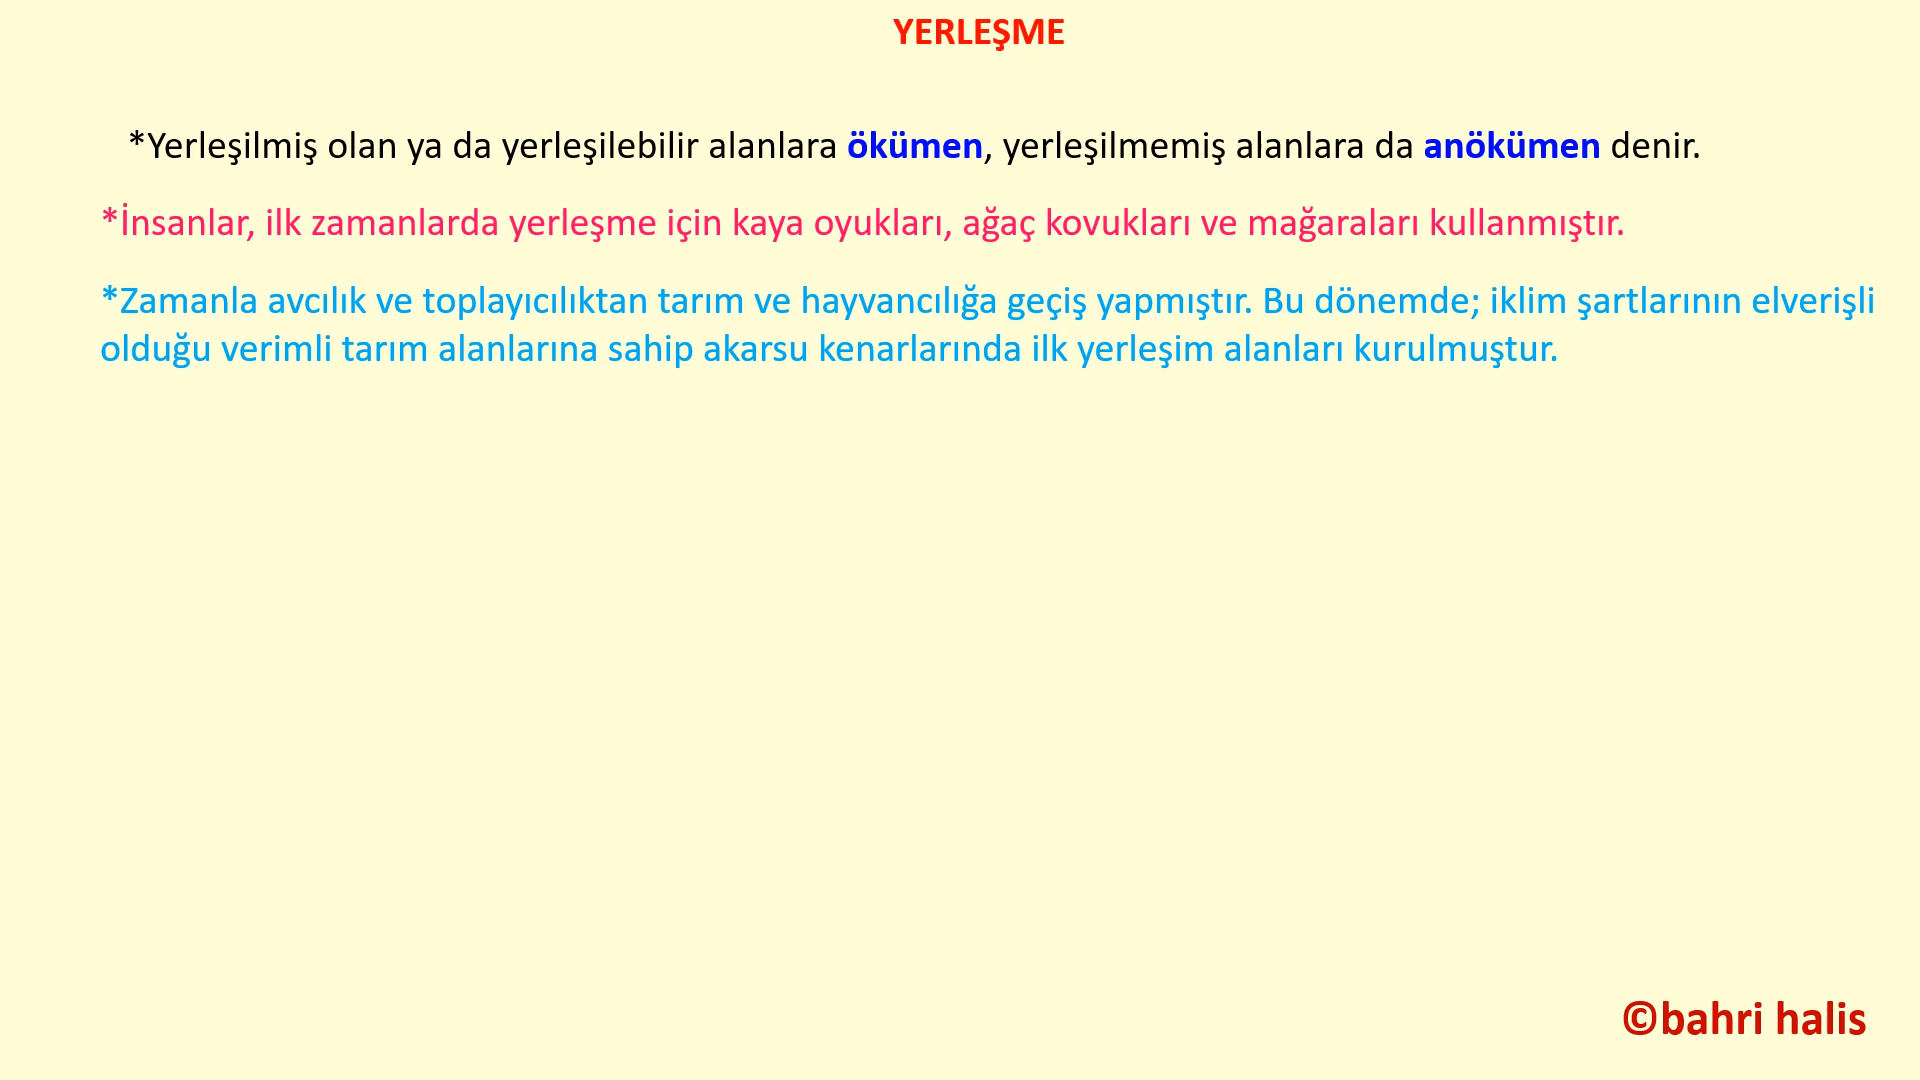 YERLEŞME
*Yerleşilmiş olan ya da yerleşilebilir alanlara ökümen, yerleşilmemiş alanlara da anökümen denir.
*İnsanlar, ilk zamanlarda yerleşme için kaya oyukları, ağaç kovukları ve mağaraları kullanmıştır.
*Zamanla avcılık ve toplayıcılıktan tarım ve hayvancılığa geçiş yapmıştır. Bu dönemde; iklim şartlarının elverişli
olduğu verimli tarım alanlarına sahip akarsu kenarlarında ilk yerleşim alanları kurulmuştur.
©bahri halis